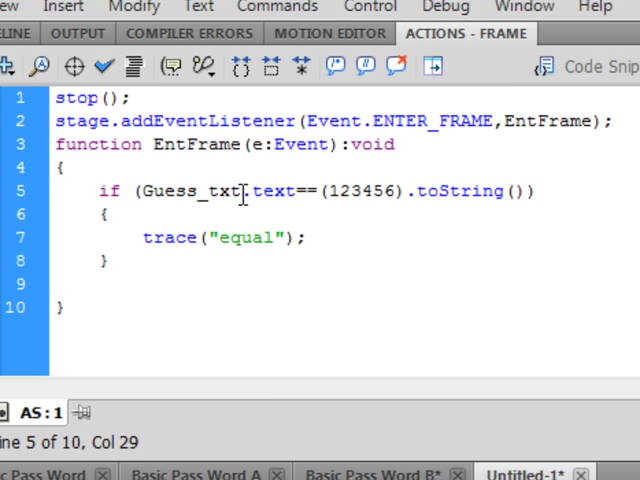 Insert Modify Text Commands Control Debug Window Help
OUTPUT COMPILER ERRORS MOTION EDITOR ACTIONS - FRAME
Code Snip
1 stop();
2 stage.addEventListener(Event.ENTER_FRAME,EntFrame);
3 function EntFrame(e:Event):void
4 {
5 if (Guess_txt.text==(123456).toString())
6 {
7 trace("equal");
8 }
9
10 }
AS:1
ine 5 of 10, Col 29
c Pass Word Basic Pass Word A Basic Pass Word B* Untitled-1*